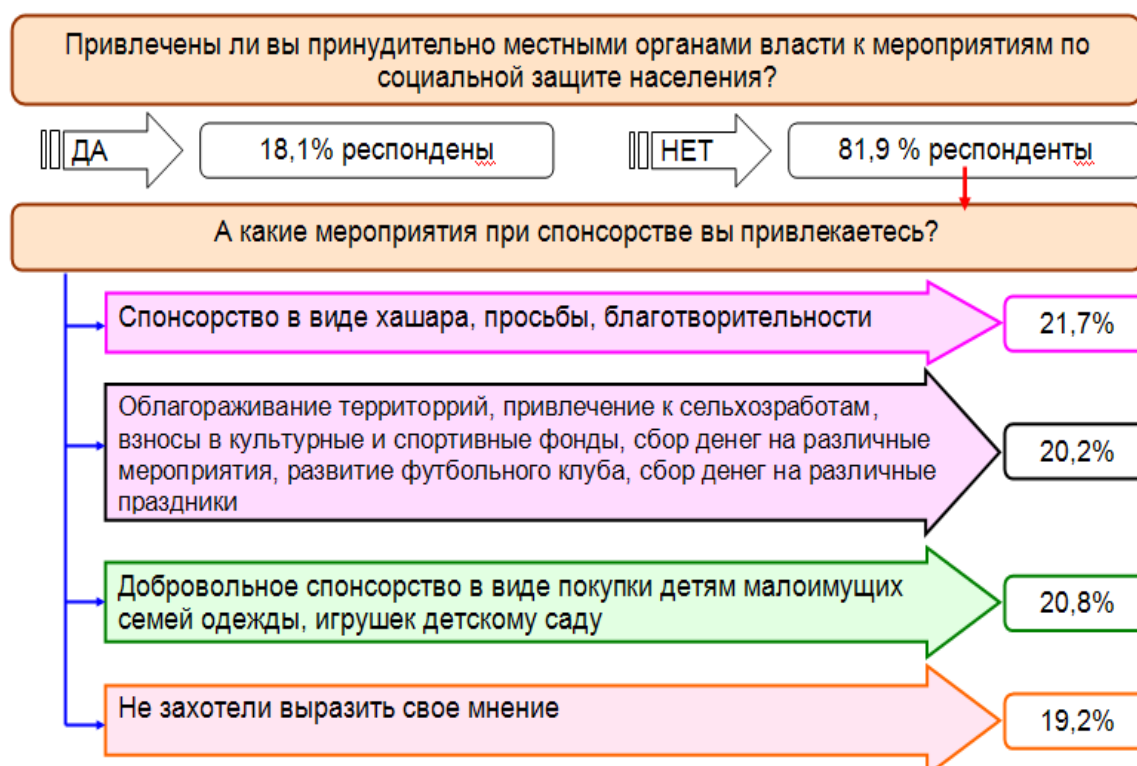 Привлечены ли вы принудительно местными органами власти к мероприятиям по
социальной защите населения?
ДА
18,1% респондены
НЕТ
81,9 % респонденты
А какие мероприятия при спонсорстве вы привлекаетесь?
Спонсорство в виде хашара, просьбы, благотворительности
21,7%
Облагораживание территоррий, привлечение к сельхозработам,
взносы в культурные и спортивные фонды, сбор денег на различные
мероприятия, развитие футбольного клуба, сбор денег на различные
праздники
20,2%
Добровольное спонсорство в виде покупки детям малоимущих
семей одежды, игрушек детскому саду
20,8%
Не захотели выразить свое мнение
19,2%